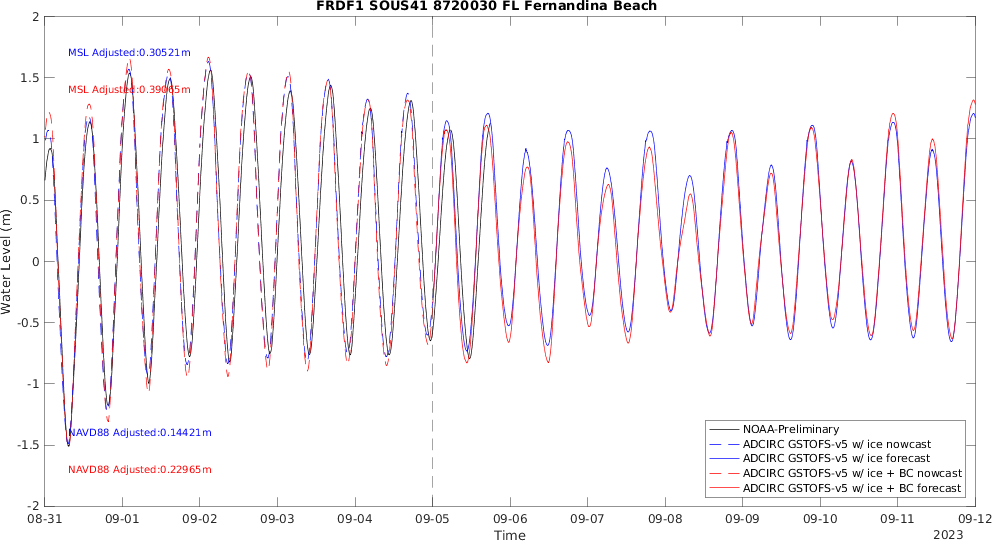 FRDF1 SOUS41 8720030 FL Fernandina Beach
2
1.5
1
0.5
0
-0.5
-1
-1.5
-2
Water Level (m)
MSL Adjusted:0.30521m
MSL Adjusted:0.39065m
NAVD88 Adjusted:0.14421m
NAVD88 Adjusted:0.22965m
NOAA-Preliminary
ADCIRC GSTOFS-v5 w/ ice nowcast
ADCIRC GSTOFS-v5 w/ ice forecast
ADCIRC GSTOFS-v5 w/ ice + BC nowcast
ADCIRC GSTOFS-v5 w/ ice + BC forecast
08-31 09-01 09-02 09-03 09-04 09-05 09-06 09-07 09-08 09-09 09-10 09-11 09-12
Time
2023